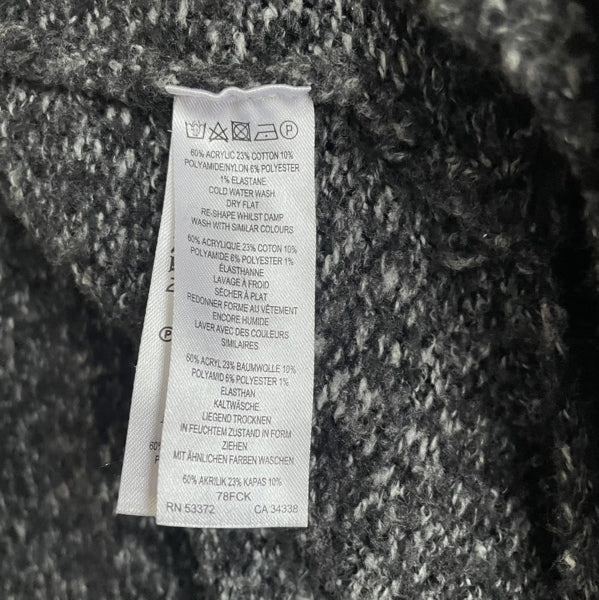 P
60% ACRYLIC 23% COTTON 10%
POLYAMIDE/NYLON 6% POLYESTER
1% ELASTANE
COLD WATER WASH
DRY FLAT
RE-SHAPE WHILST DAMP
WASH WITH SIMILAR COLOURS
60% ACRYLIQUE 23% COTON 10%
POLYAMIDE 6% POLYESTER 1%
ÉLASTHANNE
LAVAGE À FROID
SÉCHER À PLAT
REDONNER FORME AU VÊTEMENT
ENCORE HUMIDE
LAVER AVEC DES COULEURS
SIMILAIRES
60% ACRYL 23% BAUMWOLLE 10%
POLYAMID 6% POLYESTER 1%
ELASTHAN
KALTWÄSCHE
LIEGEND TROCKNEN
IN FEUCHTEM ZUSTAND IN FORM
ZIEHEN
MIT ÄHNLICHEN FARBEN WASCHEN
60% AKRILIK 23% KAPAS 10%
78FCK
RN 53372 CA 34338
P
60%